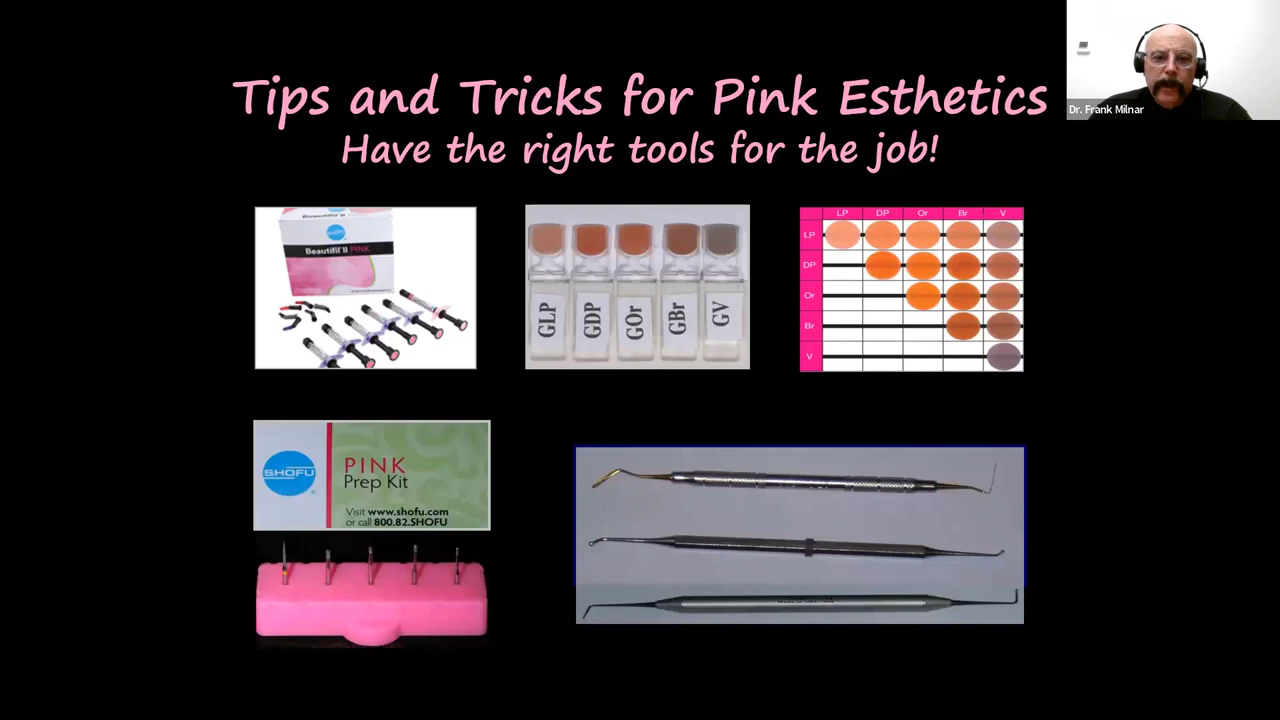 Tips and Tricks for Pink Esthetics
Have the right tools for the job!
Dr. Frank Milnar
Beautifil II PINK
GLP
GDP
GOr
GBr
GV
LP DP Or Br V
LP
DP
Or
Br
V
SHOFU
PINK
Prep Kit
Visit www.shofu.com
or call 800.82.SHOFU